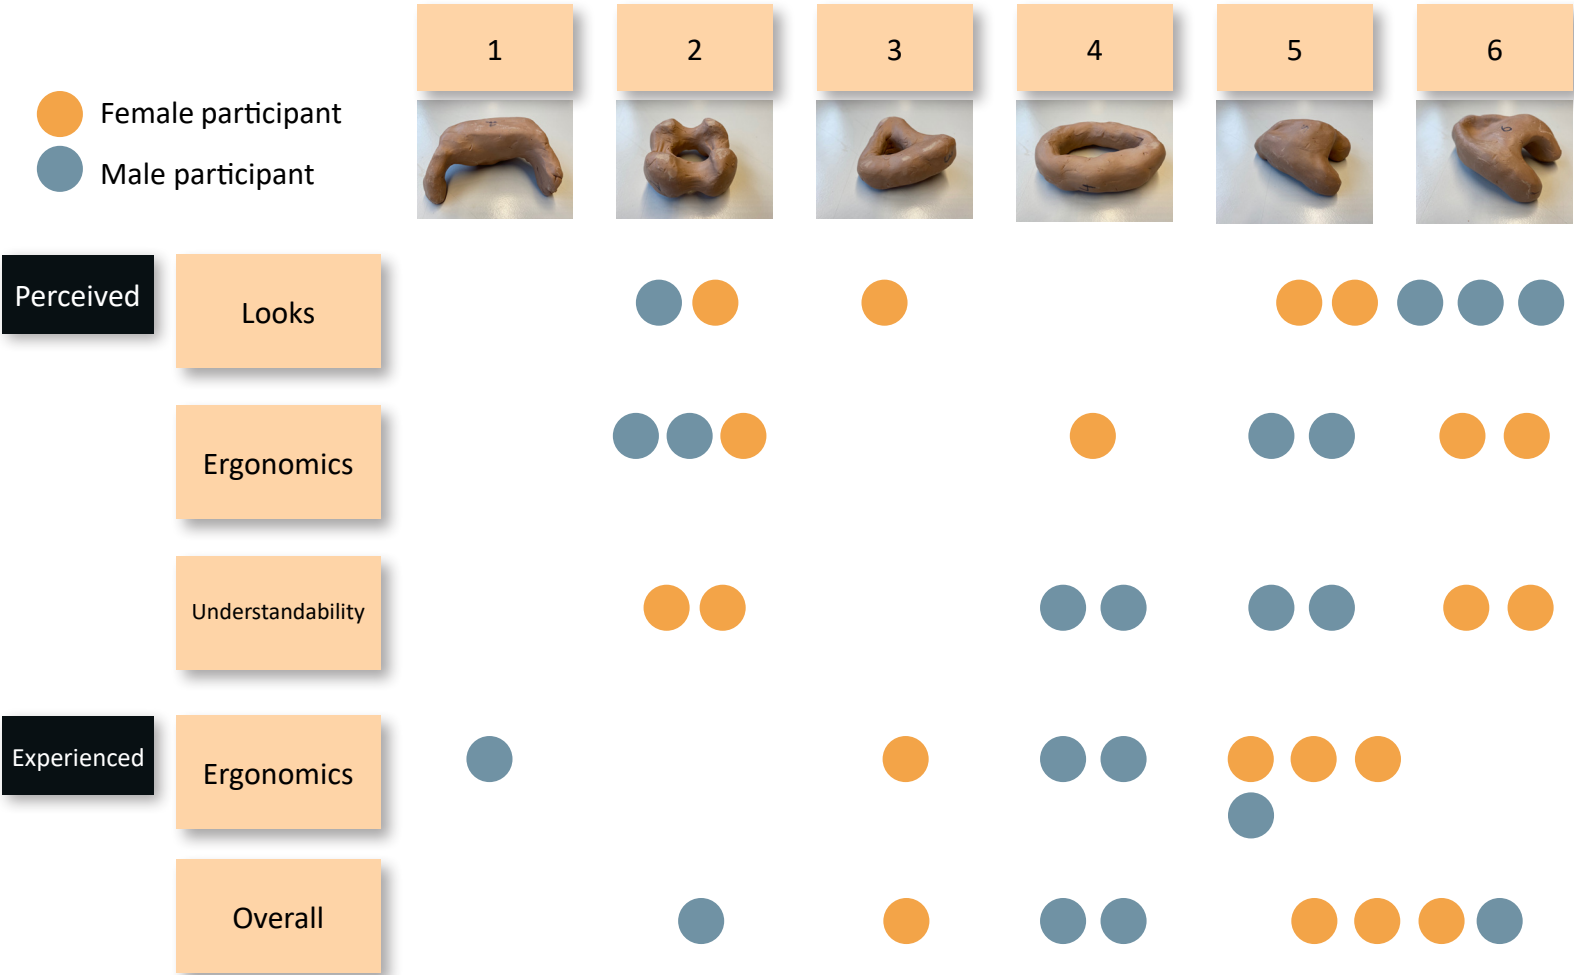 1
2
3
4
5
6
Female participant
Male participant
Perceived
Looks
Ergonomics
Understandability
Experienced
Ergonomics
Overall